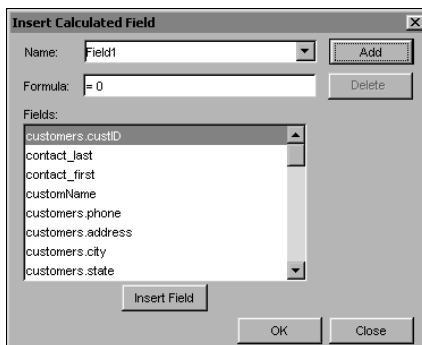 Insert Calculated Field
Name: Field1 Add
Formula: = 0 Delete
Fields:
customers.custID
contact_last
contact_first
customName
customers.phone
customers.address
customers.city
customers.state
Insert Field
OK Close